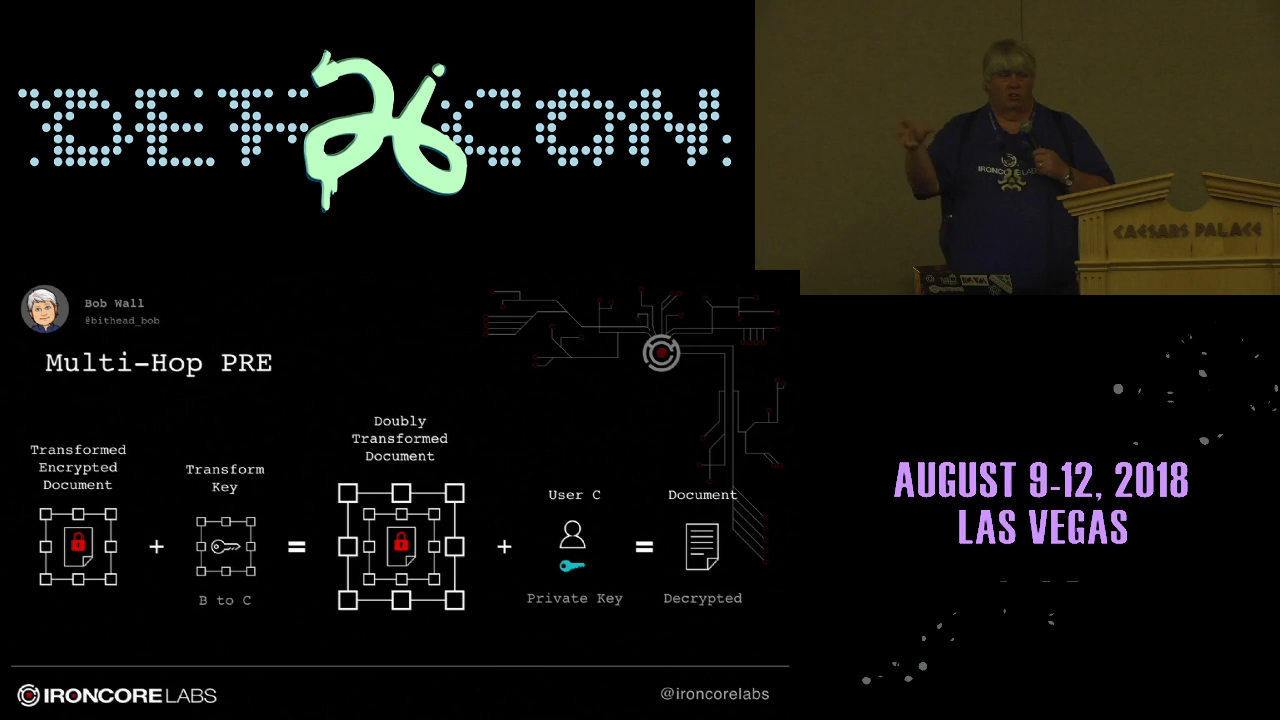 DEF 26 CON
IRONCORE LABS
CAESARS PALACE
Bob Wall
@bithead_bob
Multi-Hop PRE
Transformed
Encrypted
Document
+
Transform
Key
B to C
=
Doubly
Transformed
Document
+
User C
Private Key
=
Document
Decrypted
IRONCORE LABS
@ironcorelabs
AUGUST 9-12, 2018
LAS VEGAS